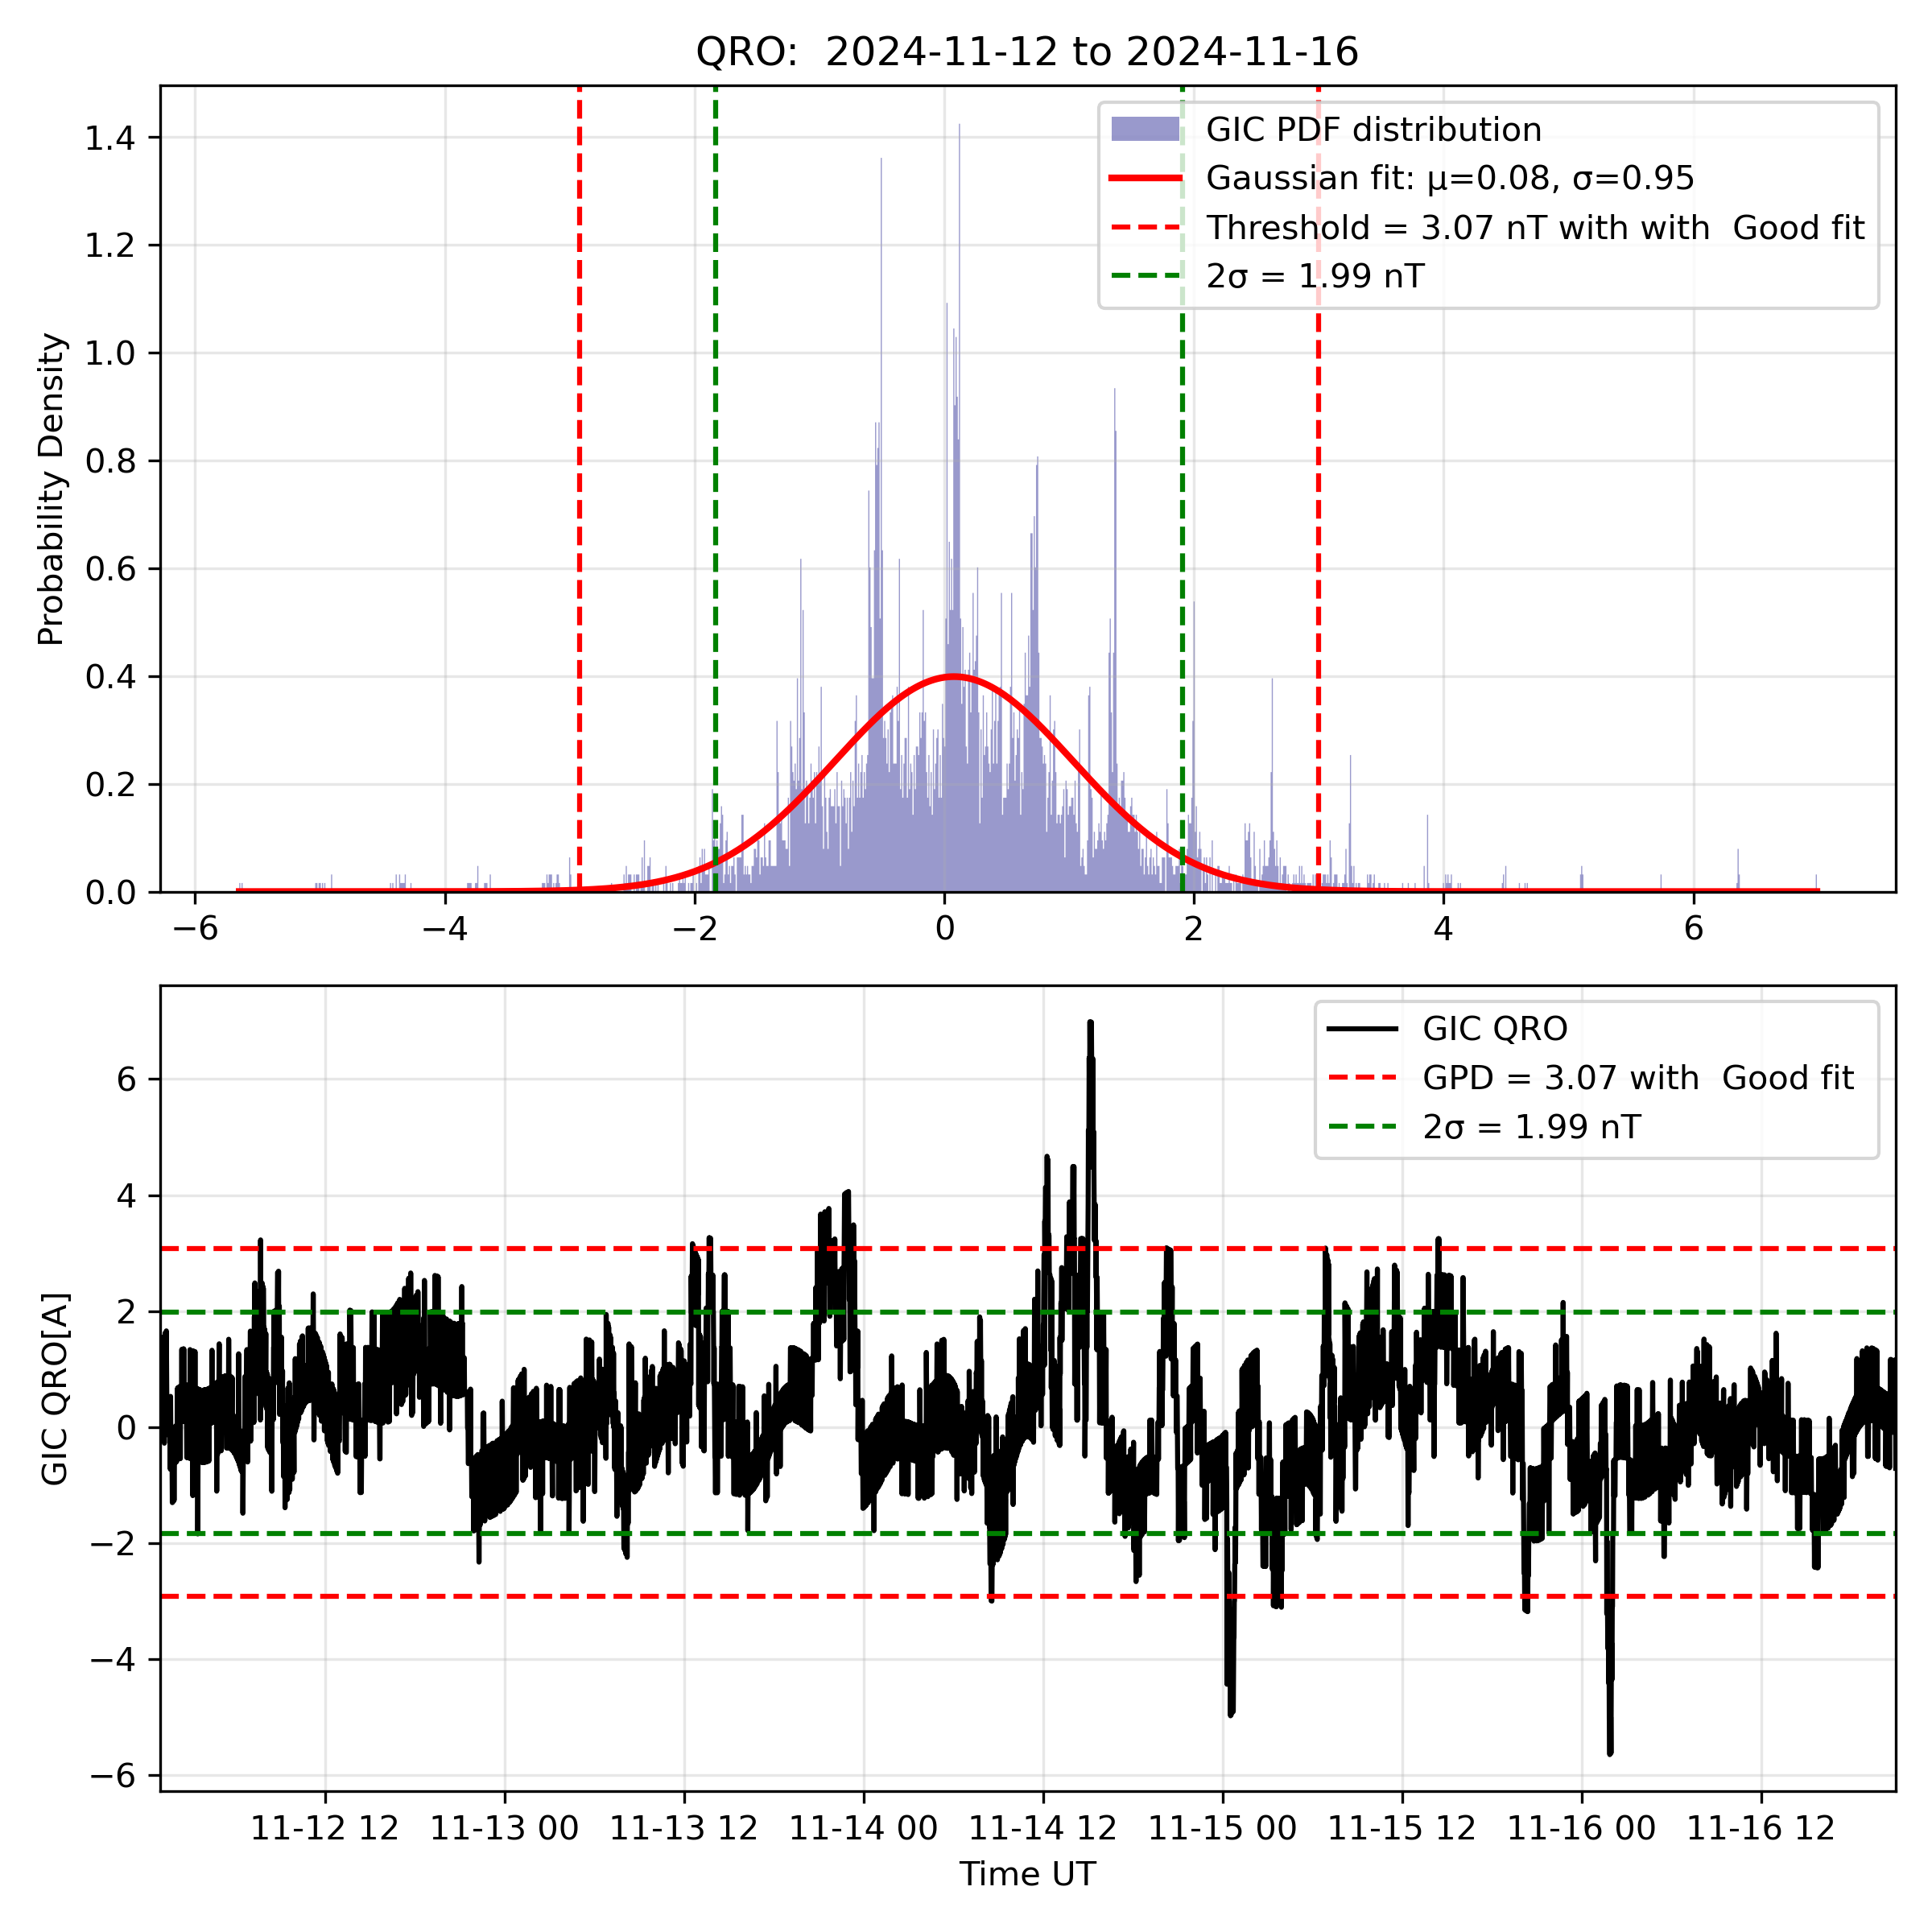 QRO:  2024-11-12 to 2024-11-16
Probability Density
1.4
1.2
1.0
0.8
0.6
0.4
0.2
0.0
GIC PDF distribution
Gaussian fit: μ=0.08, σ=0.95
Threshold = 3.07 nT with with  Good fit
2σ = 1.99 nT
−6 −4 −2 0 2 4 6
GIC QRO[A]
6
4
2
0
−2
−4
−6
GIC QRO
GPD = 3.07 with  Good fit
2σ = 1.99 nT
11-12 12 11-13 00 11-13 12 11-14 00 11-14 12 11-15 00 11-15 12 11-16 00 11-16 12
Time UT